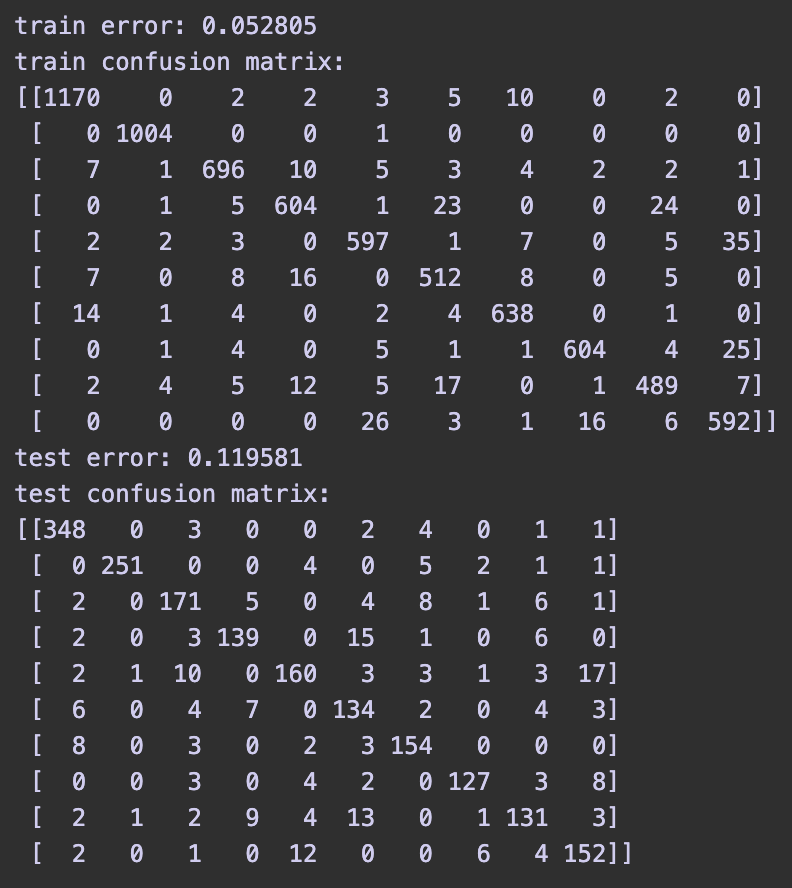 train error: 0.052805
train confusion matrix:
[[1170    0    2    2    3    5   10    0    2    0]
 [   0 1004    0    0    1    0    0    0    0    0]
 [   7    1  696   10    5    3    4    2    2    1]
 [   0    1    5  604    1   23    0    0   24    0]
 [   2    2    3    0  597    1    7    0    5   35]
 [   7    0    8   16    0  512    8    0    5    0]
 [  14    1    4    0    2    4  638    0    1    0]
 [   0    1    4    0    5    1    1  604    4   25]
 [   2    4    5   12    5   17    0    1  489    7]
 [   0    0    0    0   26    3    1   16    6  592]]
test error: 0.119581
test confusion matrix:
[[348   0   3   0   0   2   4   0   1   1]
 [  0 251   0   0   4   0   5   2   1   1]
 [  2   0 171   5   0   4   8   1   6   1]
 [  2   0   3 139   0  15   1   0   6   0]
 [  2   1  10   0 160   3   3   1   3  17]
 [  6   0   4   7   0 134   2   0   4   3]
 [  8   0   3   0   2   3 154   0   0   0]
 [  0   0   3   0   4   2   0 127   3   8]
 [  2   1   2   9   4  13   0   1 131   3]
 [  2   0   1   0  12   0   0   6   4 152]]